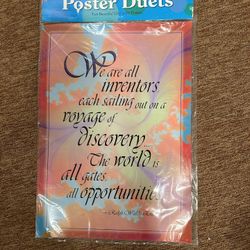 Poster Duets
We are all
inventors
each sailing out on a
voyage of
discovery...
The world is
all gates,
all opportunities.